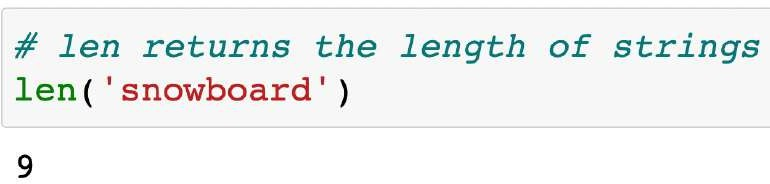 # len returns the length of strings
len('snowboard')
9